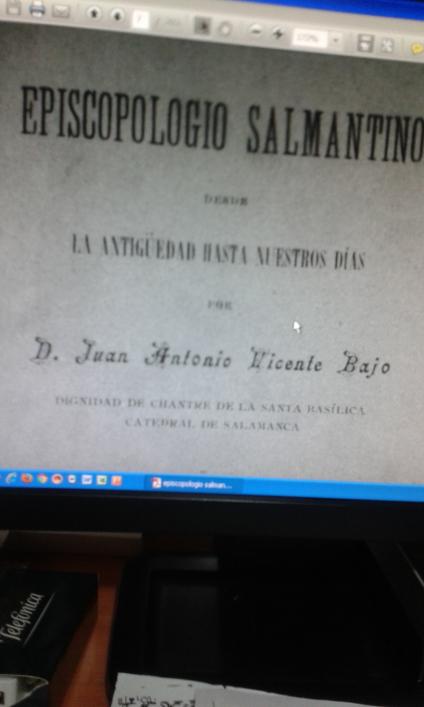 170%
EPISCOPOLOGIO SALMANTINO
DESDE
LA ANTIGÜEDAD HASTA NUESTROS DÍAS
POR
D. Juan Antonio Vicente Bajo
DIGNIDAD DE CHANTRE DE LA SANTA BASÍLICA
CATEDRAL DE SALAMANCA
episcopologio salman...
Telefónica